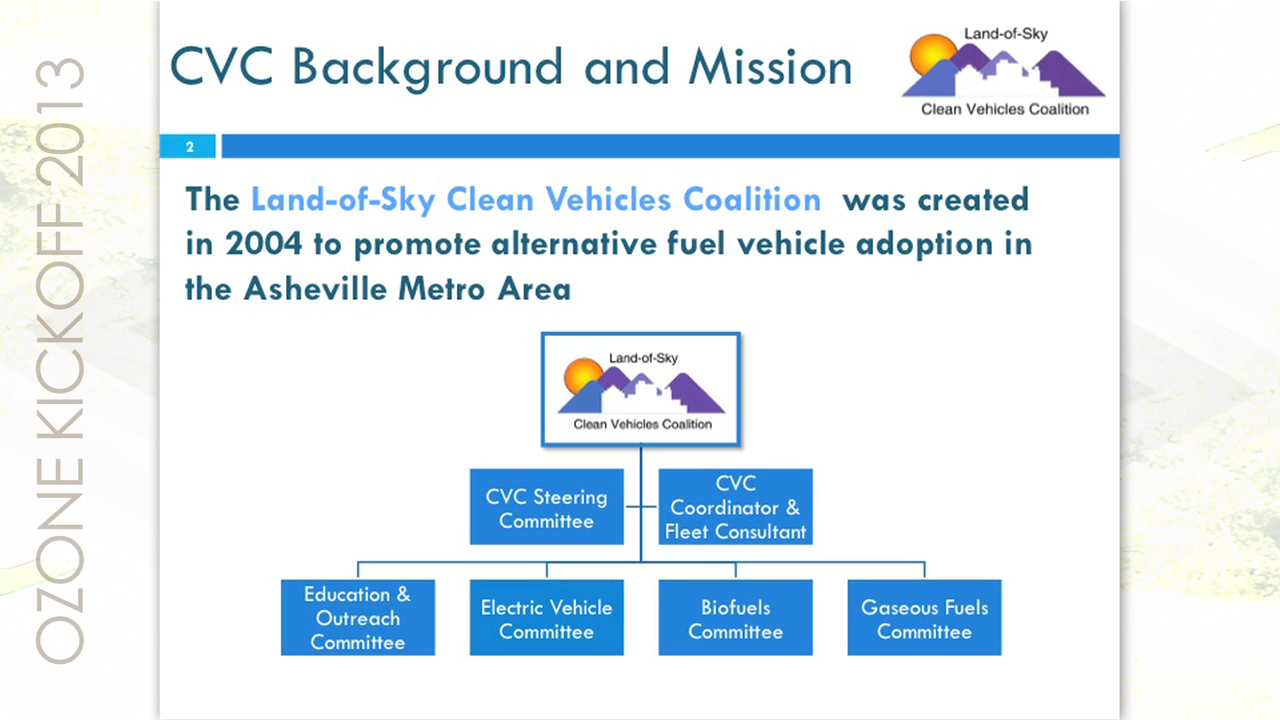 OZONE KICKOFF 2013
CVC Background and Mission
Land-of-Sky
Clean Vehicles Coalition
2
The Land-of-Sky Clean Vehicles Coalition was created
in 2004 to promote alternative fuel vehicle adoption in
the Asheville Metro Area
Land-of-Sky
Clean Vehicles Coalition
CVC Steering
Committee
CVC
Coordinator &
Fleet Consultant
Education &
Outreach
Committee
Electric Vehicle
Committee
Biofuels
Committee
Gaseous Fuels
Committee